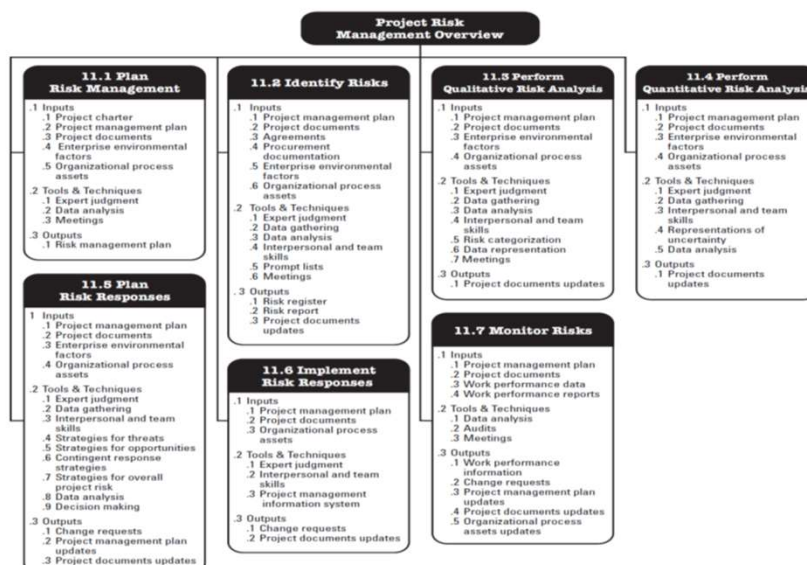 Project Risk
Management Overview
11.1 Plan
Risk Management
.1 Inputs
.1 Project charter
.2 Project management plan
.3 Project documents
.4 Enterprise environmental
factors
.5 Organizational process
assets
.2 Tools & Techniques
.1 Expert judgment
.2 Data analysis
.3 Meetings
.3 Outputs
.1 Risk management plan
11.2 Identify Risks
.1 Inputs
.1 Project management plan
.2 Project documents
.3 Agreements
.4 Procurement
documentation
.5 Enterprise environmental
factors
.6 Organizational process
assets
.2 Tools & Techniques
.1 Expert judgment
.2 Data gathering
.3 Data analysis
.4 Interpersonal and team
skills
.5 Prompt lists
.6 Meetings
.3 Outputs
.1 Risk register
.2 Risk report
.3 Project documents
updates
11.3 Perform
Qualitative Risk Analysis
.1 Inputs
.1 Project management plan
.2 Project documents
.3 Enterprise environmental
factors
.4 Organizational process
assets
.2 Tools & Techniques
.1 Expert judgment
.2 Data gathering
.3 Data analysis
.4 Interpersonal and team
skills
.5 Risk categorization
.6 Data representation
.7 Meetings
.3 Outputs
.1 Project documents updates
11.4 Perform
Quantitative Risk Analysis
.1 Inputs
.1 Project management plan
.2 Project documents
.3 Enterprise environmental
factors
.4 Organizational process
assets
.2 Tools & Techniques
.1 Expert judgment
.2 Data gathering
.3 Interpersonal and team
skills
.4 Representations of
uncertainty
.5 Data analysis
.3 Outputs
.1 Project documents
updates
11.5 Plan
Risk Responses
1 Inputs
.1 Project management plan
.2 Project documents
.3 Enterprise environmental
factors
.4 Organizational process
assets
.2 Tools & Techniques
.1 Expert judgment
.2 Data gathering
.3 Interpersonal and team
skills
.4 Strategies for threats
.5 Strategies for opportunities
.6 Contingent response
strategies
.7 Strategies for overall
project risk
.8 Data analysis
.9 Decision making
.3 Outputs
.1 Change requests
.2 Project management plan
updates
.3 Project documents updates
11.6 Implement
Risk Responses
.1 Inputs
.1 Project management plan
.2 Project documents
.3 Organizational process
assets
.2 Tools & Techniques
.1 Expert judgment
.2 Interpersonal and team
skills
.3 Project management
information system
.3 Outputs
.1 Change requests
.2 Project documents updates
11.7 Monitor Risks
.1 Inputs
.1 Project management plan
.2 Project documents
.3 Work performance data
.4 Work performance reports
.2 Tools & Techniques
.1 Data analysis
.2 Audits
.3 Meetings
.3 Outputs
.1 Work performance
information
.2 Change requests
.3 Project management plan
updates
.4 Project documents updates
.5 Organizational process
assets updates